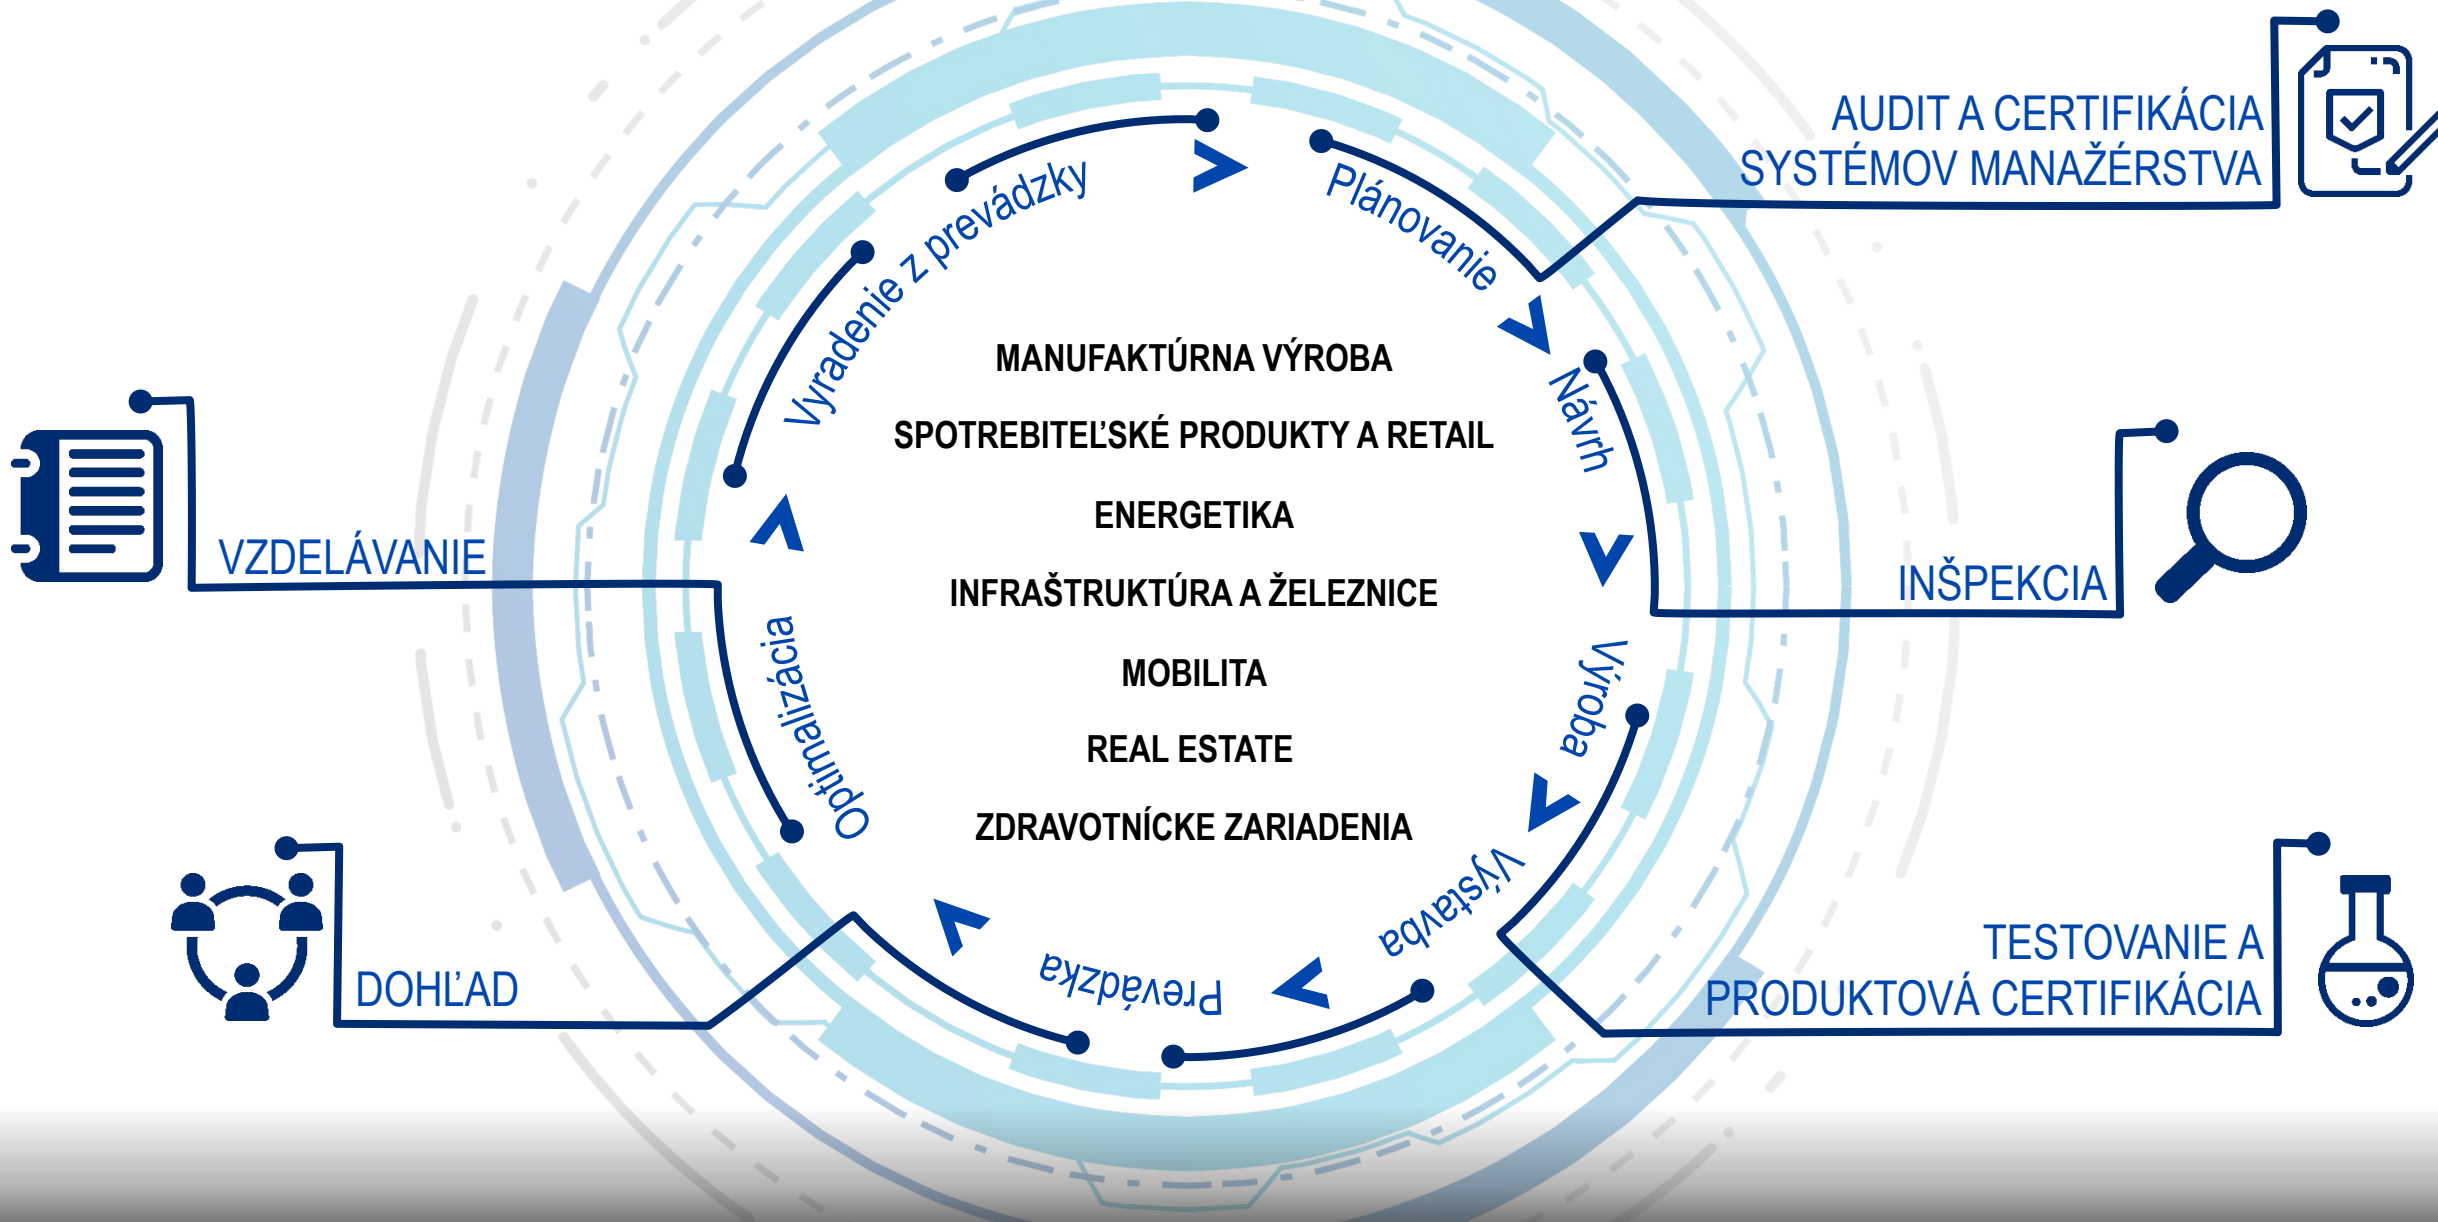 AUDIT A CERTIFIKÁCIA
SYSTÉMOV MANAŽÉRSTVA
Vyradenie z prevádzky
Plánovanie
Návrh
Výroba
Výstavba
Prevádzka
Optimalizácia
MANUFAKTÚRNA VÝROBA
SPOTREBITEĽSKÉ PRODUKTY A RETAIL
ENERGETIKA
INFRAŠTRUKTÚRA A ŽELEZNICE
MOBILITA
REAL ESTATE
ZDRAVOTNÍCKE ZARIADENIA
VZDELÁVANIE
INŠPEKCIA
DOHĽAD
TESTOVANIE A
PRODUKTOVÁ CERTIFIKÁCIA